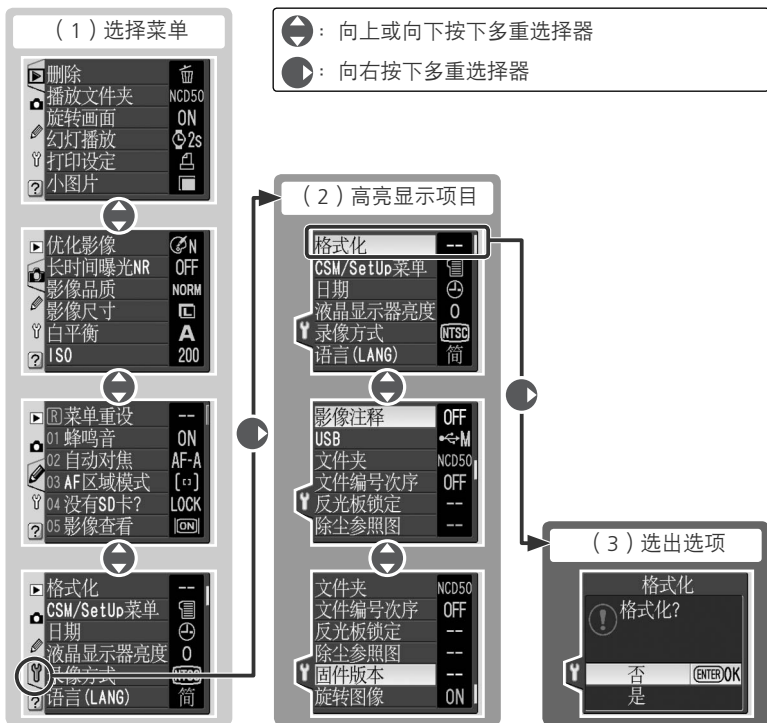 （1）选择菜单
：向上或向下按下多重选择器
：向右按下多重选择器
删除
播放文件夹 NCD50
旋转画面 ON
幻灯播放 2s
打印设定
小图片
?
优化影像 N
长时间曝光NR OFF
影像品质 NORM
影像尺寸 L
白平衡 A
ISO 200
?
R 菜单重设 --
01 蜂鸣音 ON
02 自动对焦 AF-A
03 AF区域模式 [ ]
04 没有SD卡? LOCK
05 影像查看 ON
?
格式化 --
CSM/SetUp菜单
日期
液晶显示器亮度 0
录像方式 NTSC
语言(LANG) 简
?
（2）高亮显示项目
格式化 --
CSM/SetUp菜单
日期
液晶显示器亮度 0
录像方式 NTSC
语言(LANG) 简
影像注释 OFF
USB M
文件夹 NCD50
文件编号次序 OFF
反光板锁定 --
除尘参照图 --
文件夹 NCD50
文件编号次序 OFF
反光板锁定 --
除尘参照图 --
固件版本 --
旋转图像 ON
（3）选出选项
格式化
格式化?
否 ENTER OK
是